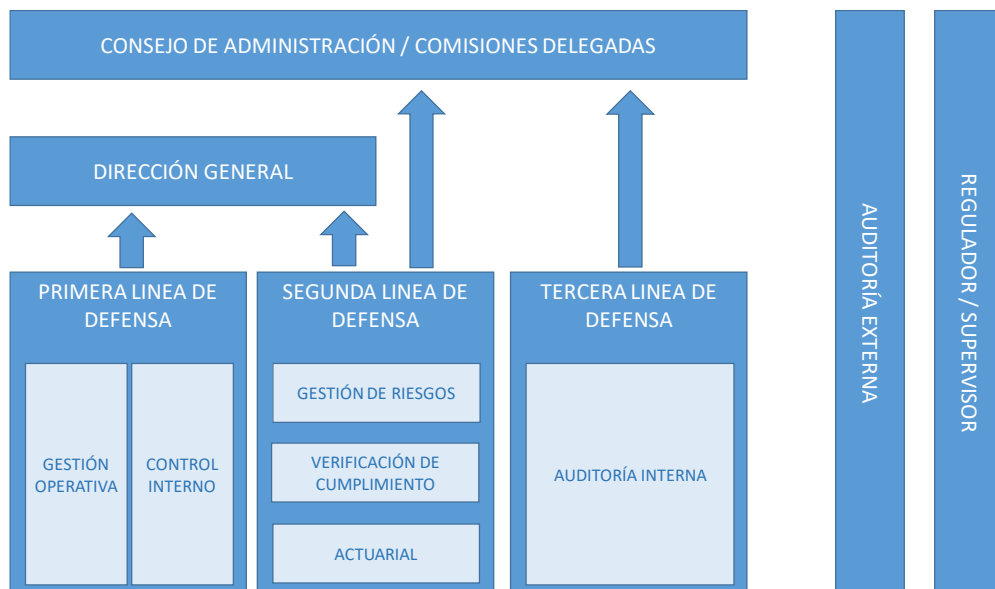 CONSEJO DE ADMINISTRACIÓN / COMISIONES DELEGADAS
DIRECCIÓN GENERAL
PRIMERA LINEA DE
DEFENSA
GESTIÓN
OPERATIVA
CONTROL
INTERNO
SEGUNDA LINEA DE
DEFENSA
GESTIÓN DE RIESGOS
VERIFICACIÓN DE
CUMPLIMIENTO
ACTUARIAL
TERCERA LINEA DE
DEFENSA
AUDITORÍA INTERNA
AUDITORÍA EXTERNA
REGULADOR / SUPERVISOR